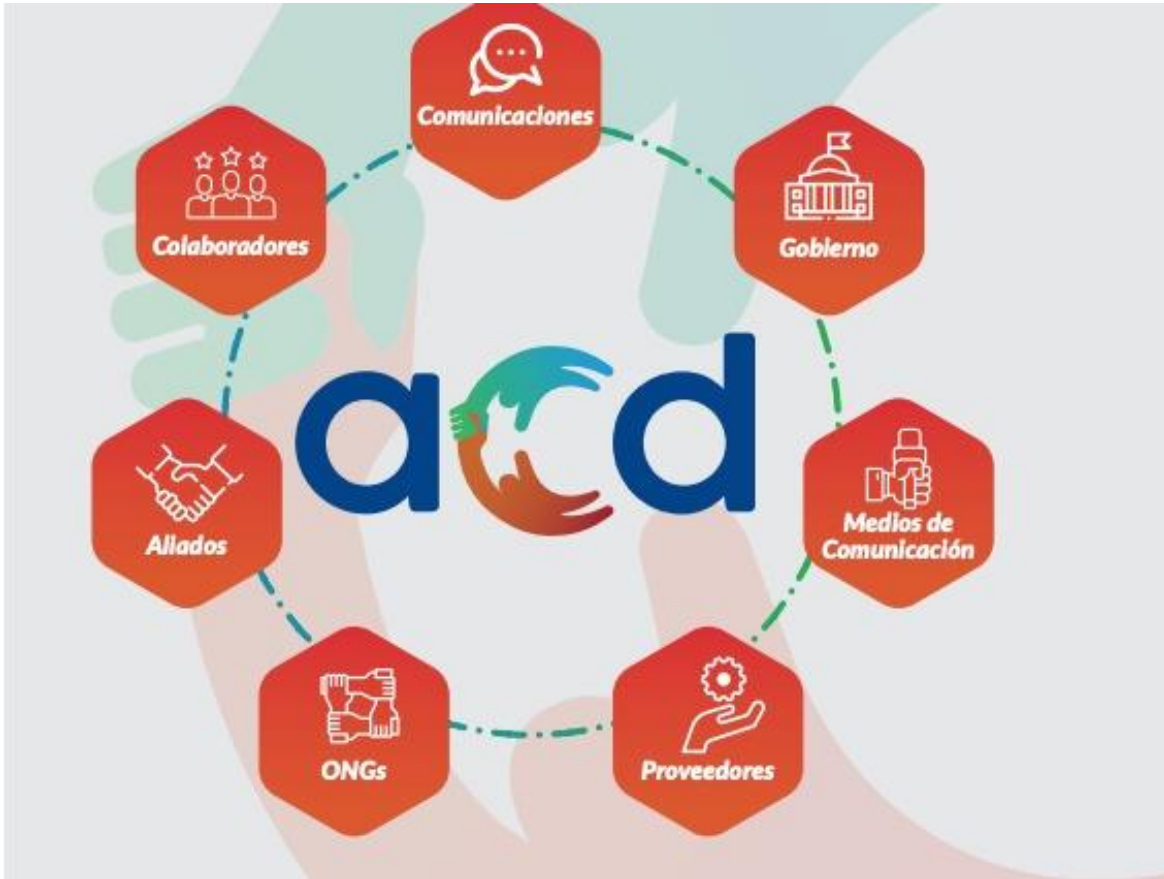 Comunicaciones
Colaboradores
Gobierno
acd
Aliados
Medios de
Comunicación
ONGs
Proveedores